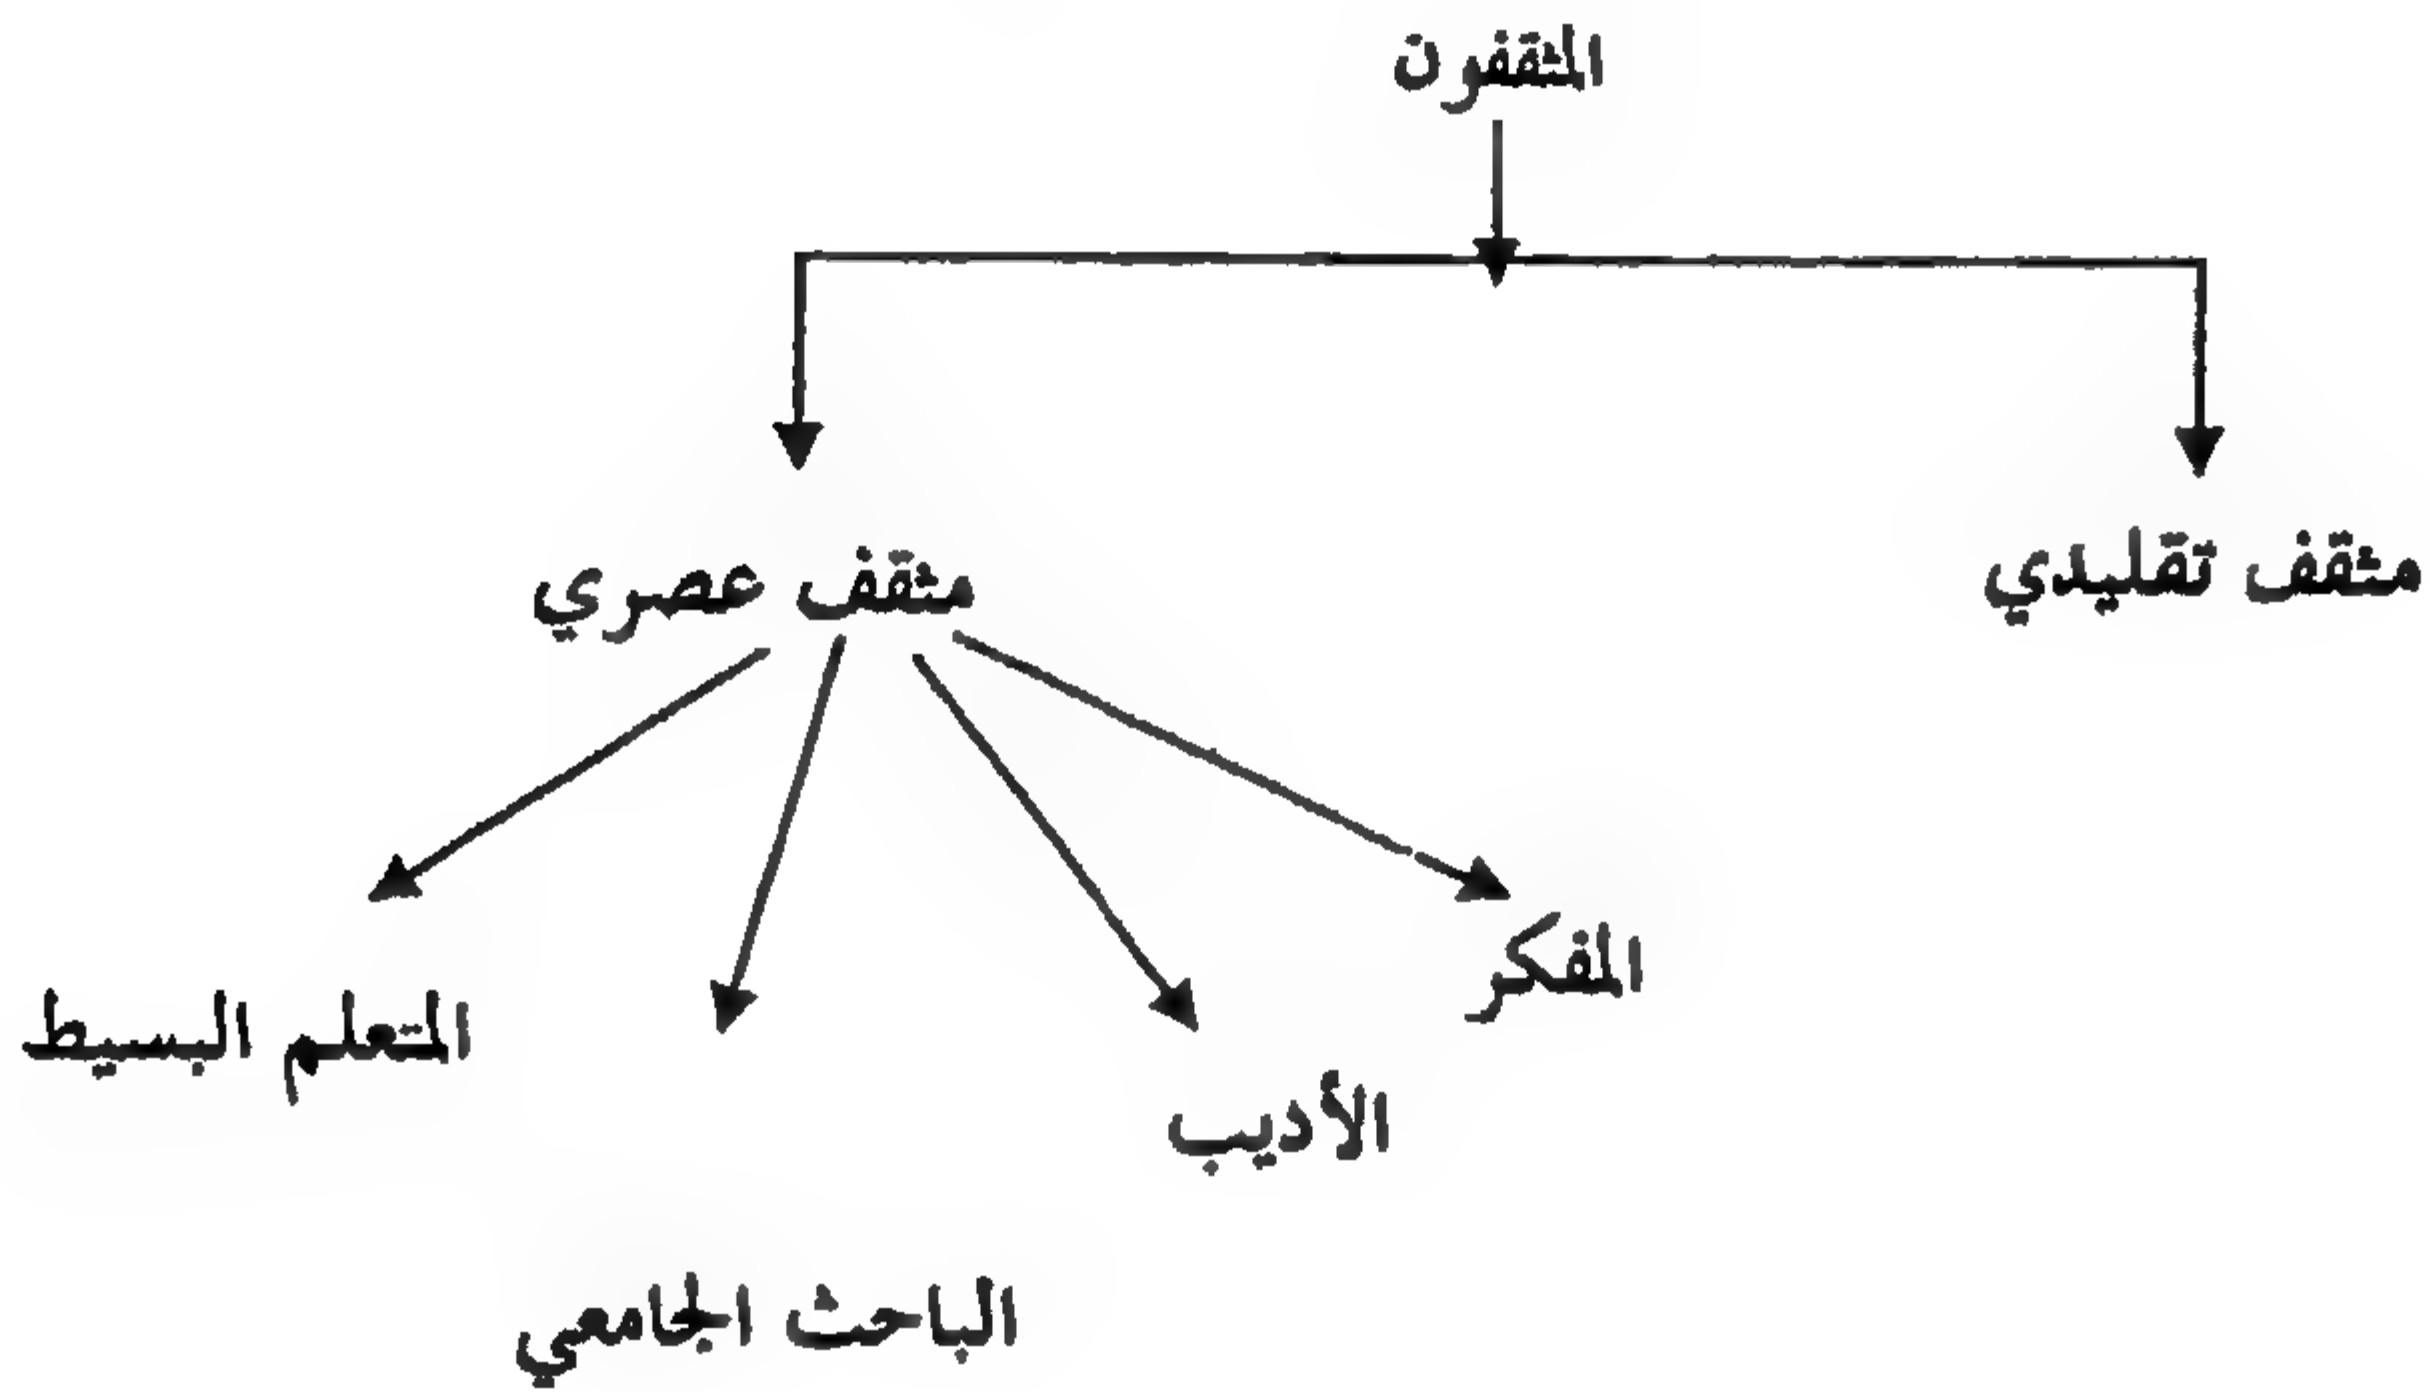 المثقفون
مثقف تقليدي
مثقف عصري
المفكر
الأديب
الباحث الجامعي
المتعلم البسيط